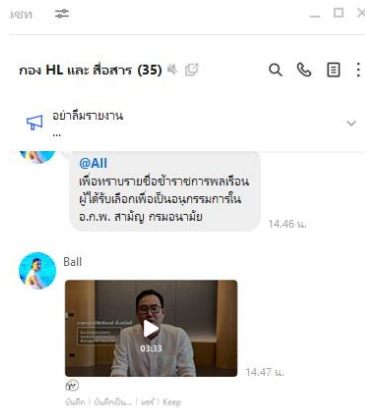 แชท
กอง HL และ สื่อสาร (35)
อย่าลืมรายงาน
...
@All
เพื่อทราบรายชื่อข้าราชการพลเรือน
ผู้ได้รับเลือกเพื่อเป็นอนุกรรมการใน
อ.ก.พ. สามัญ กรมอนามัย
14.46 น.
Ball
03:33
14.47 น.
บันทึก | บันทึกเป็น... | แชร์ | Keep